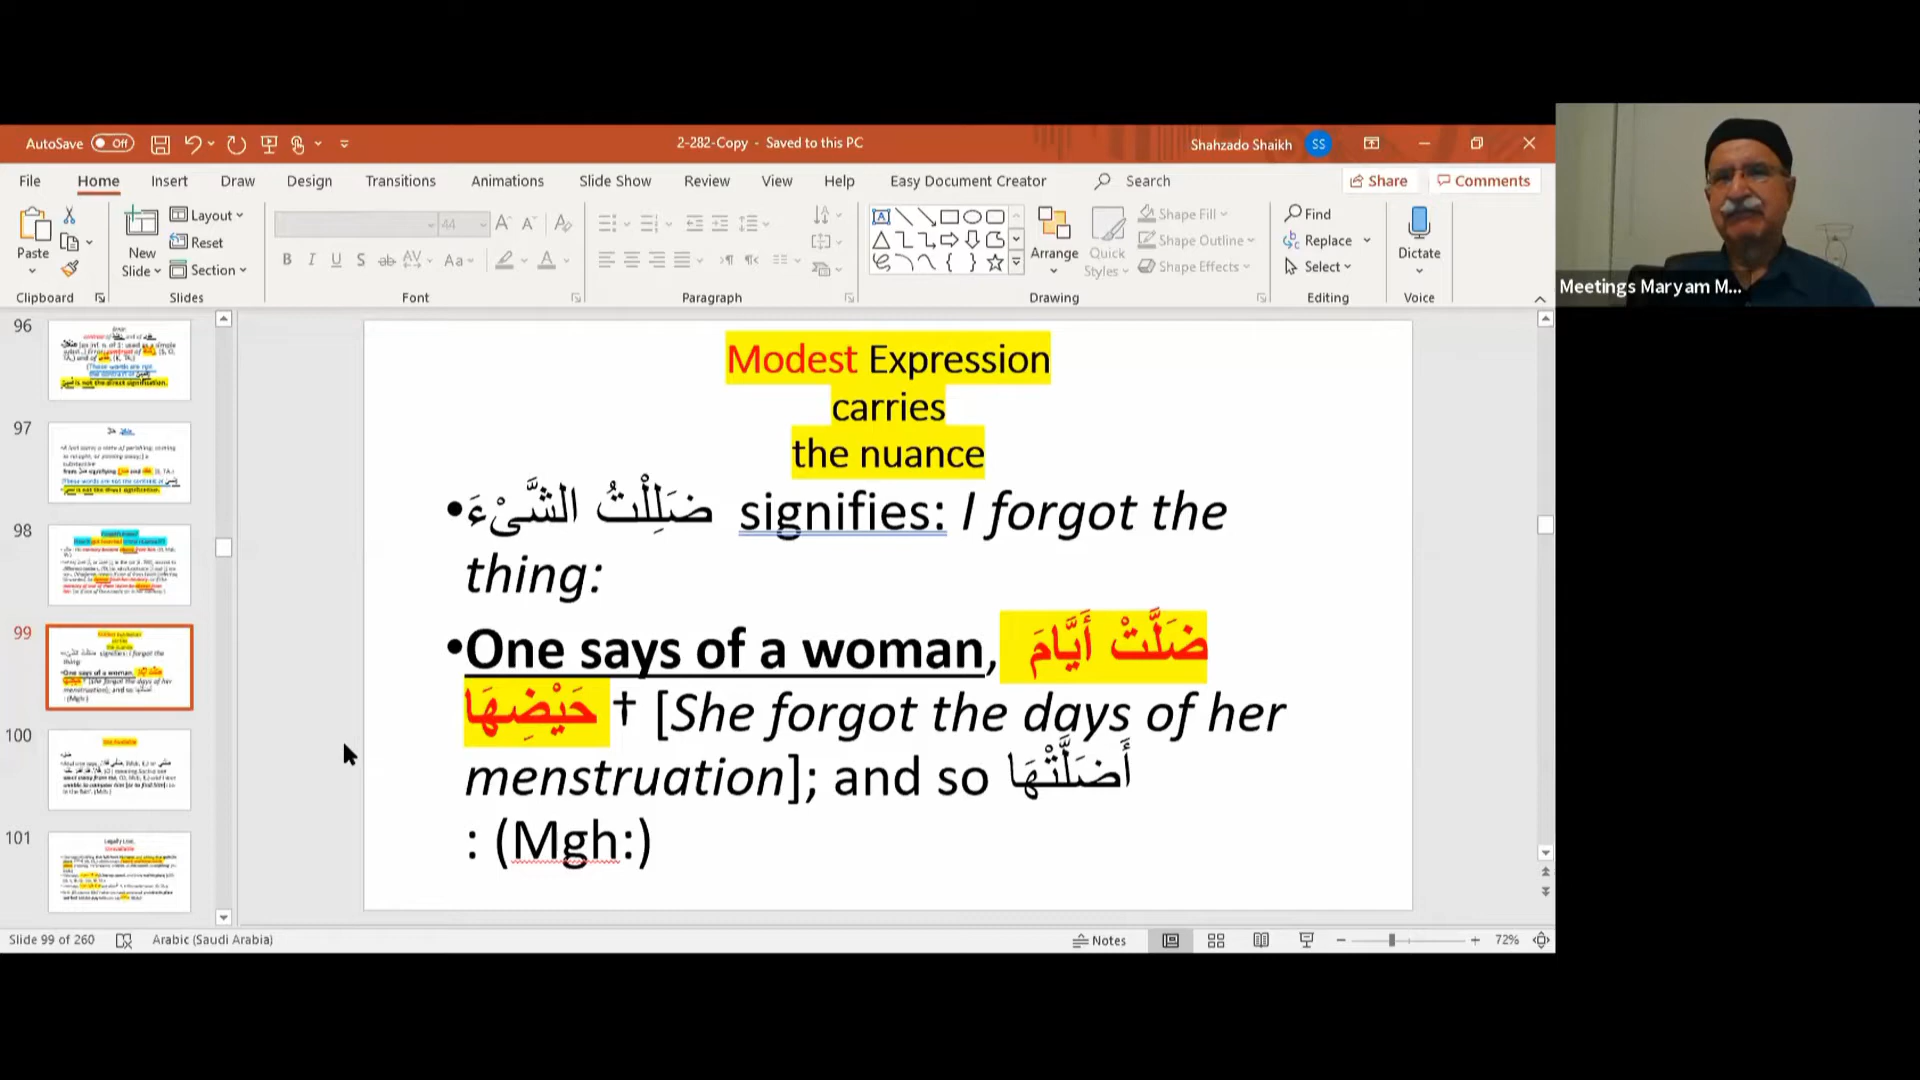 AutoSave Off
2-282-Copy - Saved to this PC
Shahzado Shaikh SS
File Home Insert Draw Design Transitions Animations Slide Show Review View Help Easy Document Creator Search Share Comments
Paste
Clipboard
New Slide
Layout
Reset
Section
Slides
44
B I U S ab AV Aa A
Font
Paragraph
Arrange
Quick Styles
Shape Fill
Shape Outline
Shape Effects
Drawing
Find
Replace
Select
Editing
Dictate
Voice
Meetings Maryam M...
96
97
98
99
100
101
Modest Expression
carries
the nuance
•ضَلِلْتُ الشَّىْءَ signifies: I forgot the
thing:
•One says of a woman, ضَلَّتْ أَيَّامَ
حَيْضِهَا † [She forgot the days of her
menstruation]; and so أَضَلَّتْهَا
: (Mgh:)
Slide 99 of 260
Arabic (Saudi Arabia)
Notes
72%